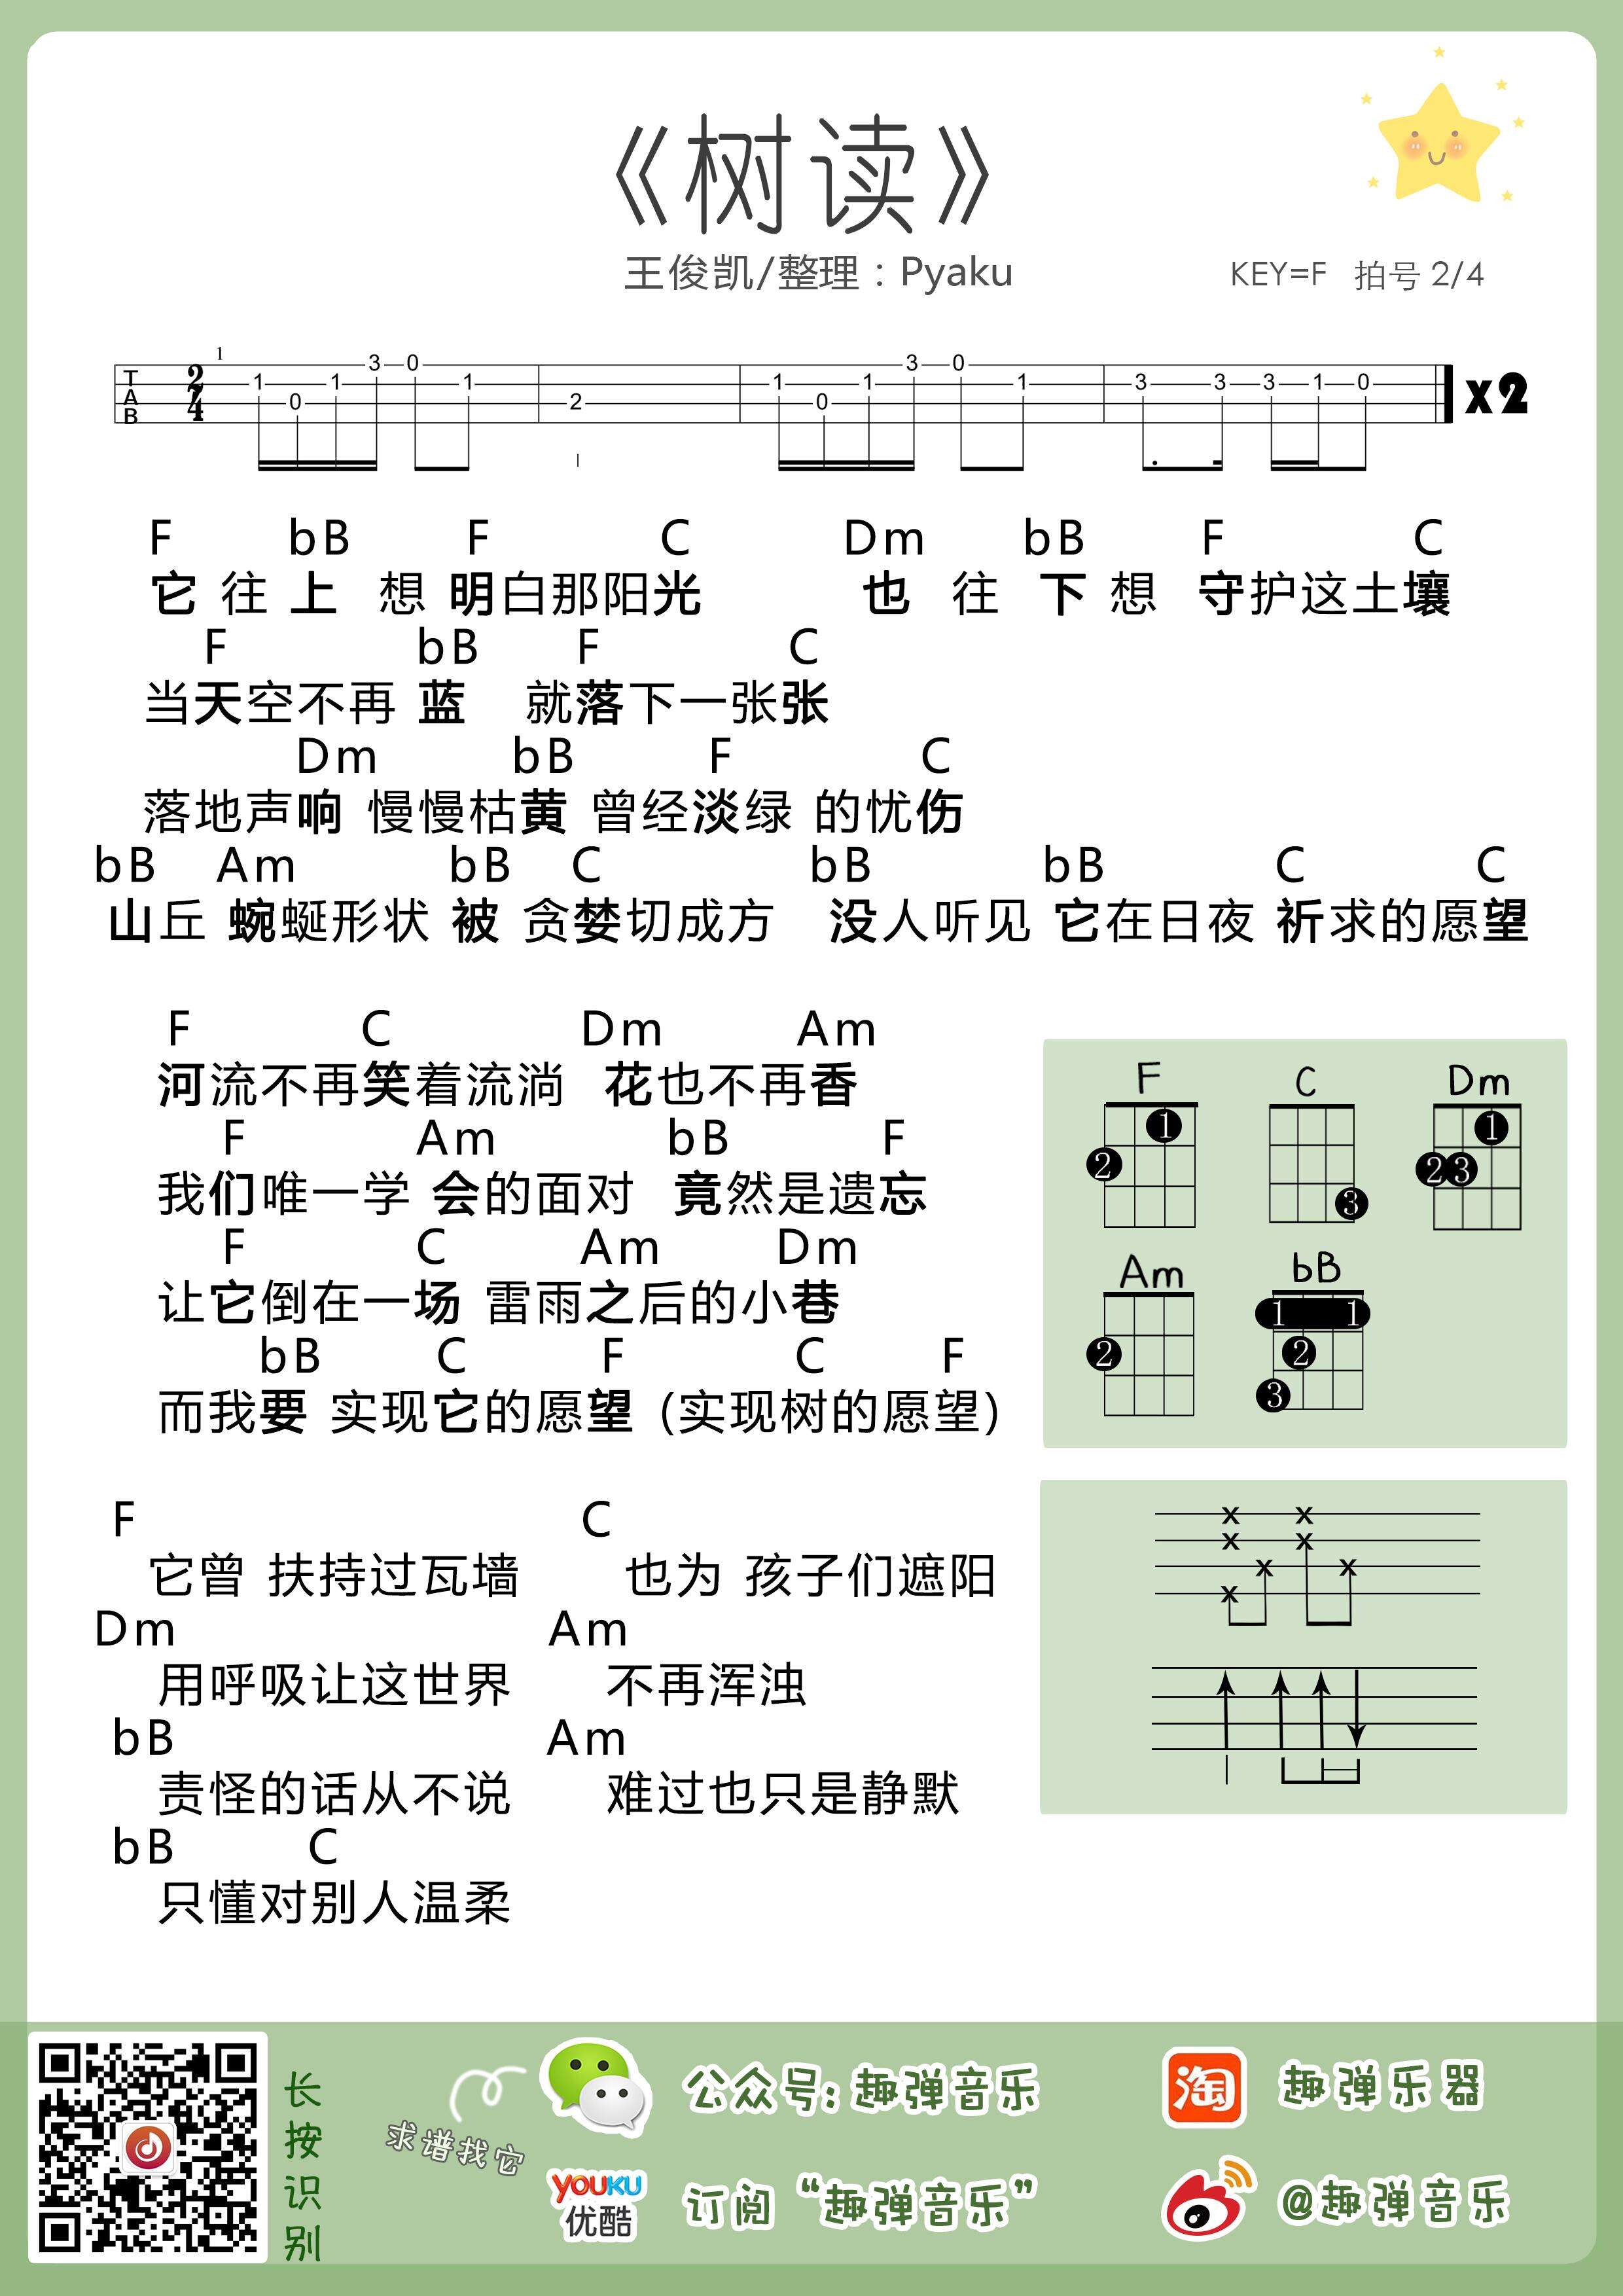 《树读》
王俊凯/整理：Pyaku
KEY=F 拍号 2/4
1
T A B 2/4 1 0 1 3 0 1 2 1 0 1 3 0 1 3 3 3 1 0 x2
F bB F C Dm bB F C
它 往 上 想 明白那阳光 也 往 下 想 守护这土壤
F bB F C
当天空不再 蓝 就落下一张张
Dm bB F C
落地声响 慢慢枯黄 曾经淡绿 的忧伤
bB Am bB C bB bB C C
山丘 蜿蜒形状 被 贪婪切成方 没人听见 它在日夜 祈求的愿望
F C Dm Am
河流不再笑着流淌 花也不再香
F Am bB F
我们唯一学 会的面对 竟然是遗忘
F C Am Dm
让它倒在一场 雷雨之后的小巷
bB C F C F
而我要 实现它的愿望 (实现树的愿望)
F C Dm
1 2 1 2 3 3
Am bB
2 1 1 2 3
F C
它曾 扶持过瓦墙 也为 孩子们遮阳
Dm Am
用呼吸让这世界 不再浑浊
bB Am
责怪的话从不说 难过也只是静默
bB C
只懂对别人温柔
x x
x x
x x
x
长按识别
求谱找它
公众号：趣弹音乐
淘 趣弹乐器
YOUKU
优酷
订阅“趣弹音乐”
@趣弹音乐